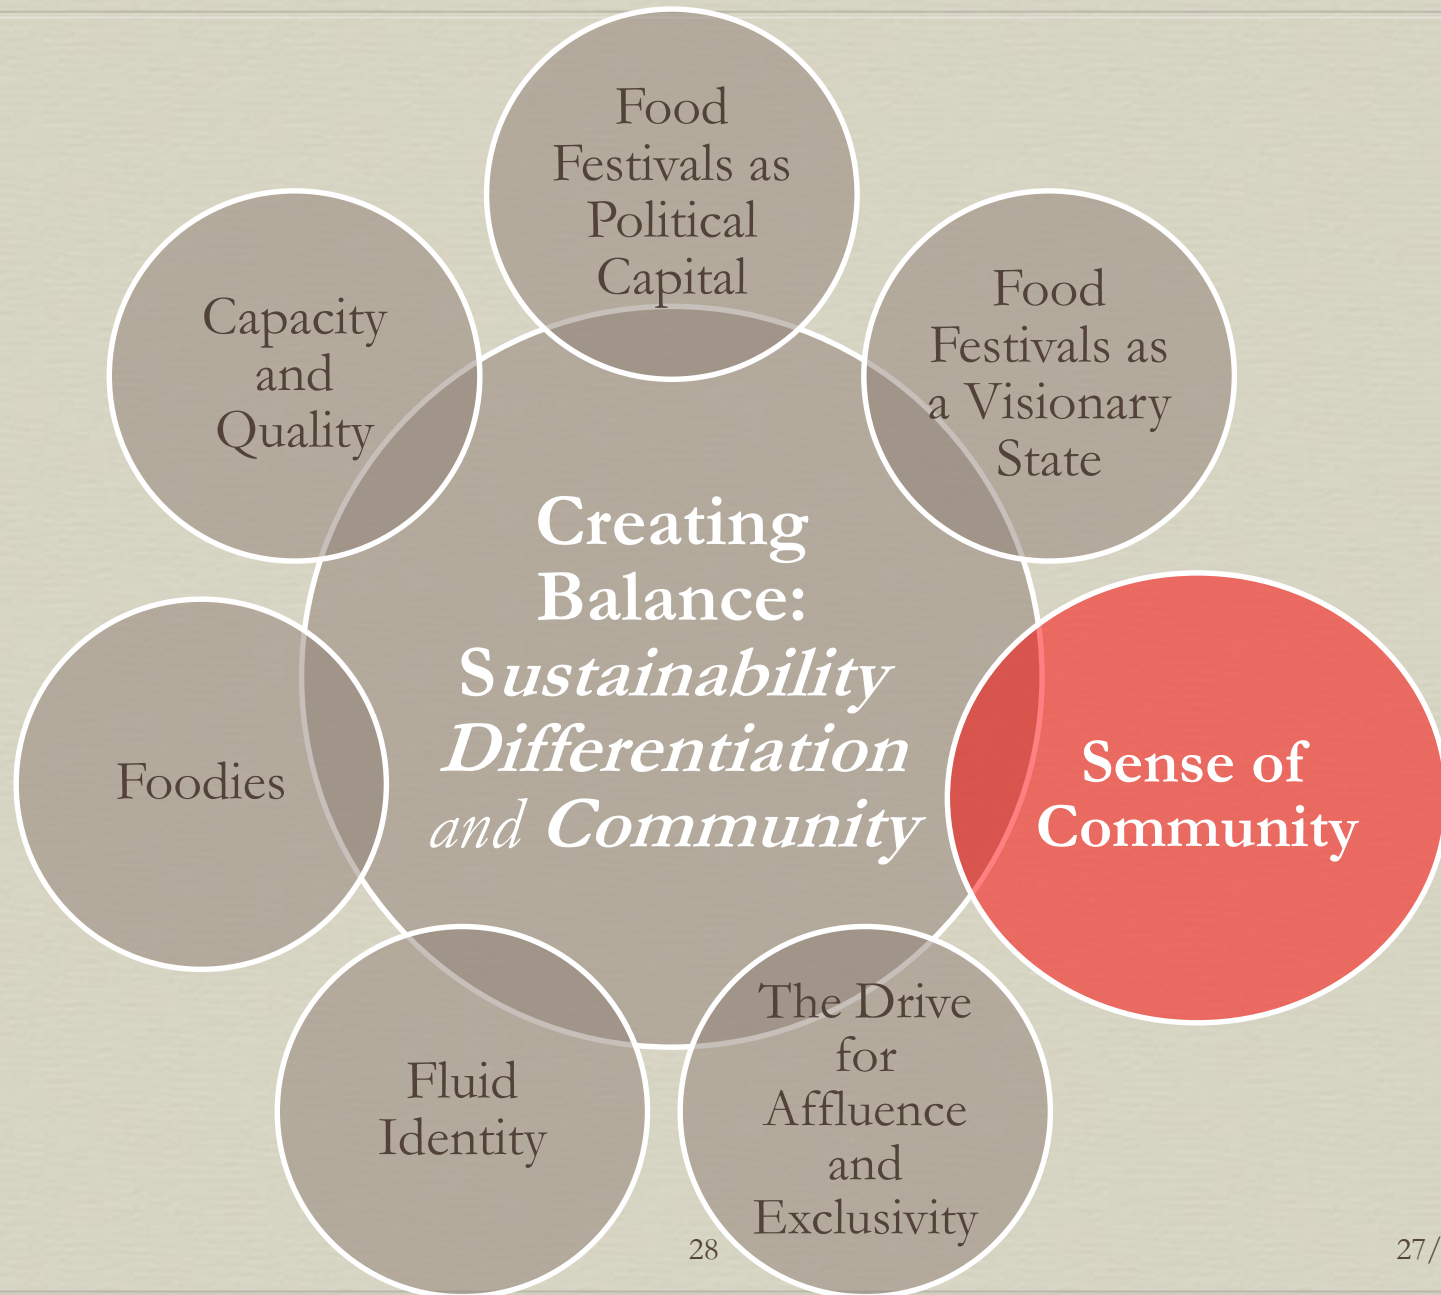 Food
Festivals as
Political
Capital
Food
Festivals as
a Visionary
State
Capacity
and
Quality
Creating
Balance:
Sustainability
Differentiation
and Community
Sense of
Community
Foodies
The Drive
for
Affluence
and
Exclusivity
Fluid
Identity
28
27/